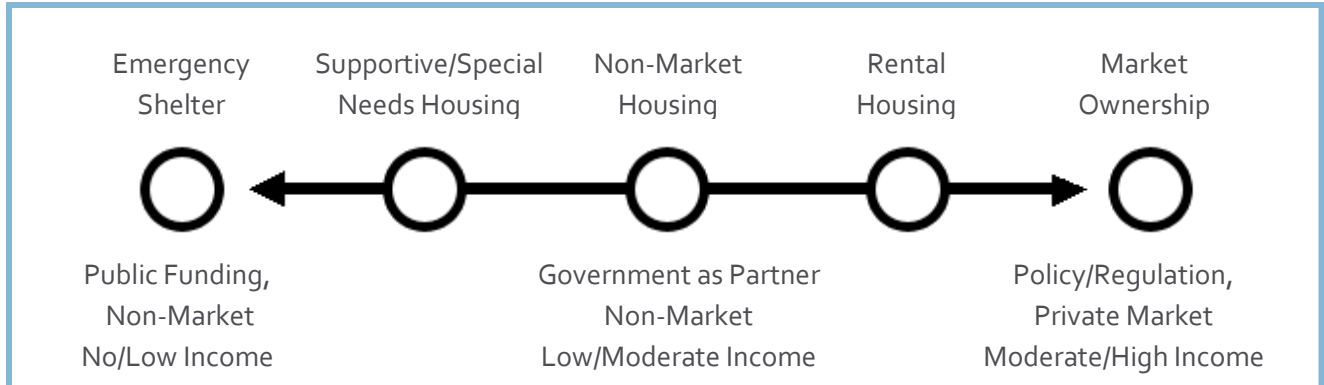 Emergency
Shelter
Supportive/Special
Needs Housing
Non-Market
Housing
Rental
Housing
Market
Ownership
Public Funding,
Non-Market
No/Low Income
Government as Partner
Non-Market
Low/Moderate Income
Policy/Regulation,
Private Market
Moderate/High Income